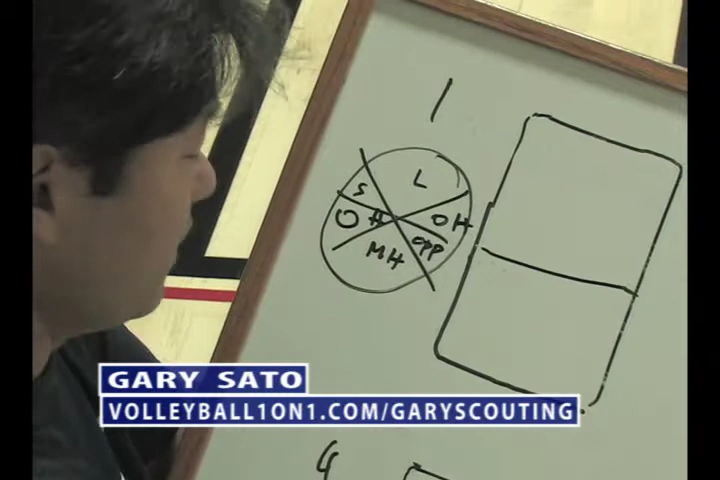 1
L
S
OH
OH
OPP
MH
GARY SATO
VOLLEYBALL1ON1.COM/GARYSCOUTING
4